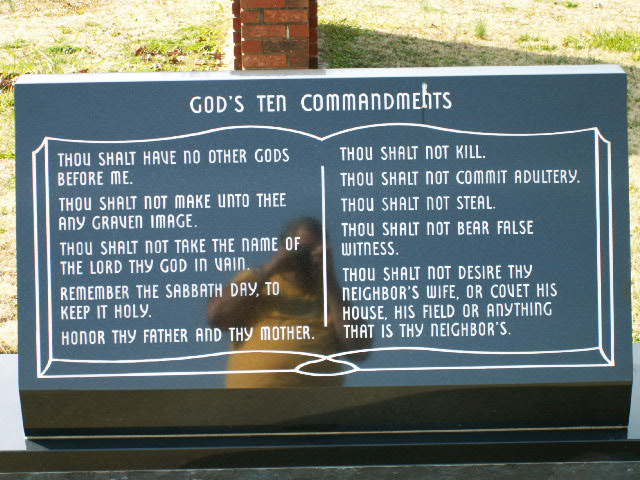 GOD'S TEN COMMANDMENTS
THOU SHALT HAVE NO OTHER GODS
BEFORE ME.
THOU SHALT NOT MAKE UNTO THEE
ANY GRAVEN IMAGE.
THOU SHALT NOT TAKE THE NAME OF
THE LORD THY GOD IN VAIN.
REMEMBER THE SABBATH DAY, TO
KEEP IT HOLY.
HONOR THY FATHER AND THY MOTHER.
THOU SHALT NOT KILL.
THOU SHALT NOT COMMIT ADULTERY.
THOU SHALT NOT STEAL.
THOU SHALT NOT BEAR FALSE
WITNESS.
THOU SHALT NOT DESIRE THY
NEIGHBOR'S WIFE, OR COVET HIS
HOUSE, HIS FIELD OR ANYTHING
THAT IS THY NEIGHBOR'S.